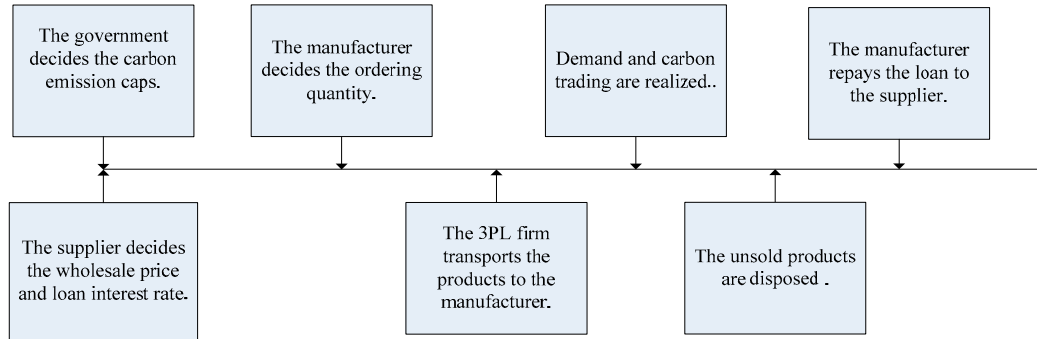 The government
decides the carbon
emission caps.
The manufacturer
decides the ordering
quantity.
Demand and carbon
trading are realized..
The manufacturer
repays the loan to
the supplier.
The supplier decides
the wholesale price
and loan interest rate.
The 3PL firm
transports the
products to the
manufacturer.
The unsold products
are disposed .